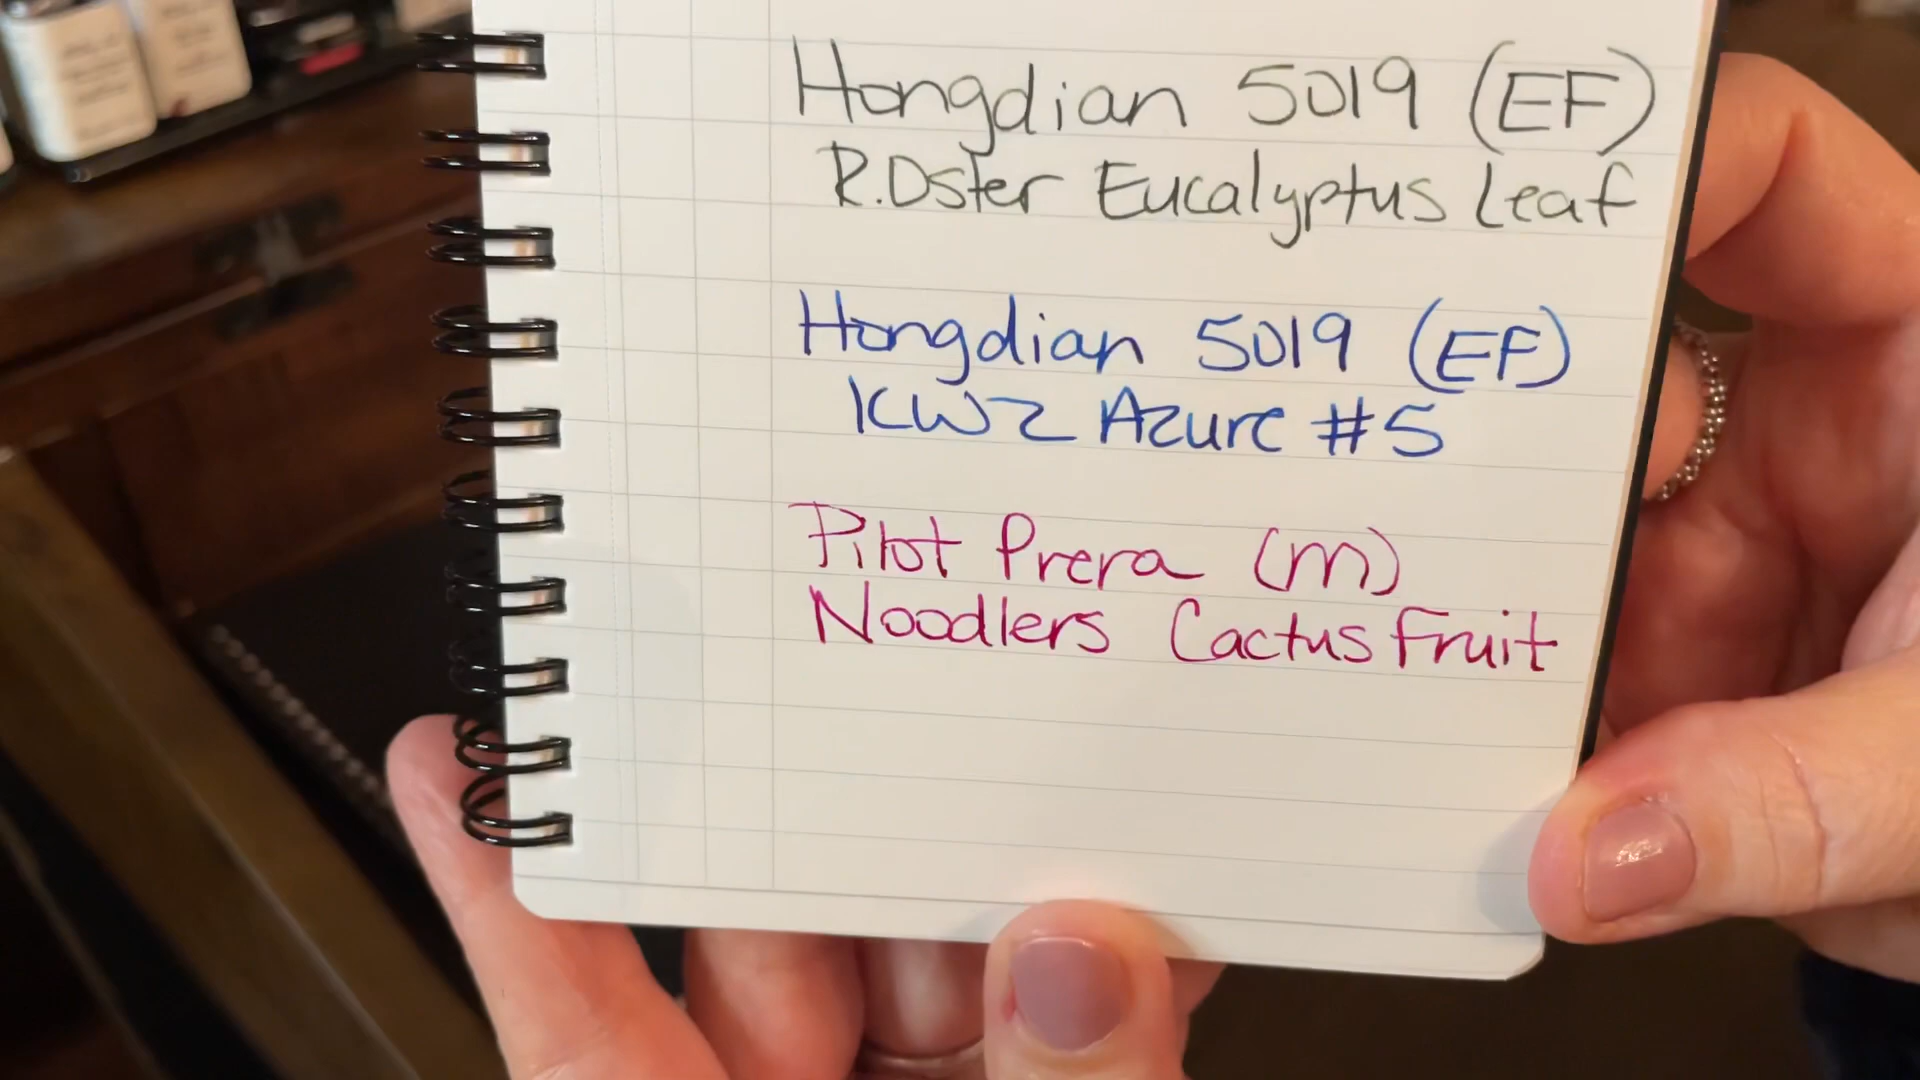 Hongdian 5019 (EF)
R.Oster Eucalyptus Leaf
Hongdian 5019 (EF)
KWZ Azure #5
Pilot Prera (m)
Noodlers Cactus Fruit